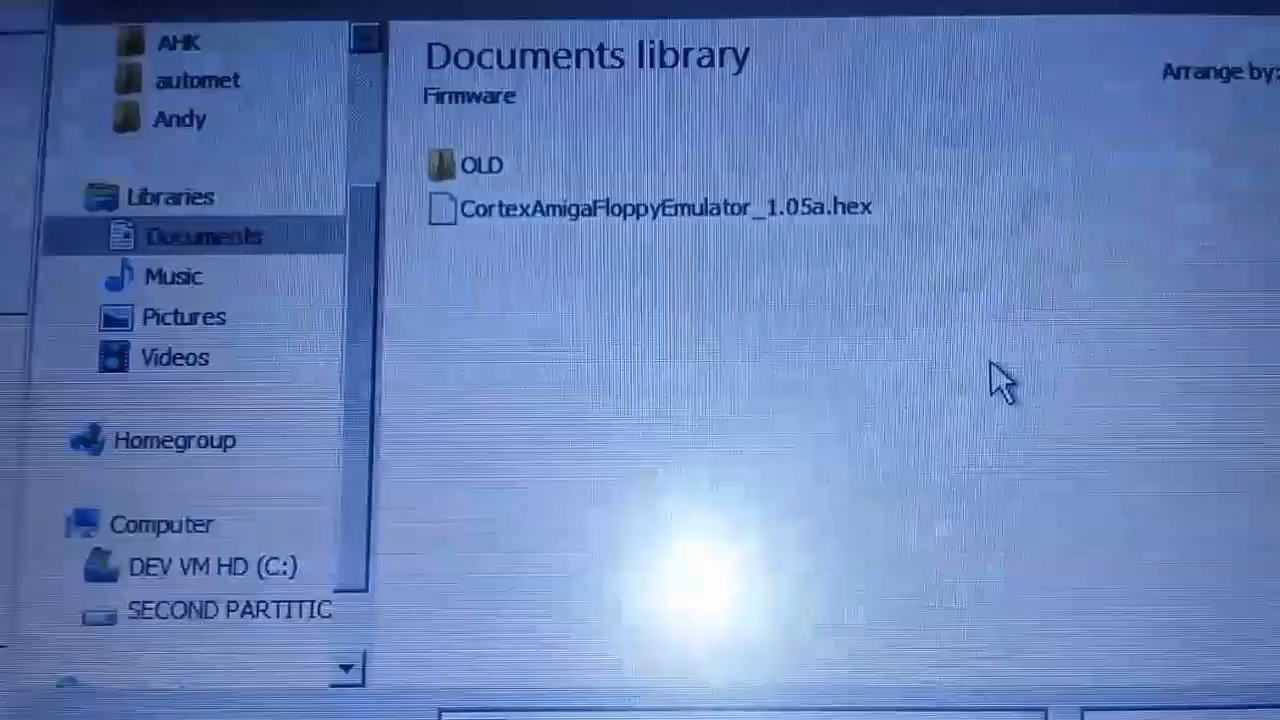 AHK
automet
Andy
Libraries
Documents
Music
Pictures
Videos
Homegroup
Computer
DEV VM HD (C:)
SECOND PARTITIC
Documents library
Firmware
Arrange by:
OLD
CortexAmigaFloppyEmulator_1.05a.hex